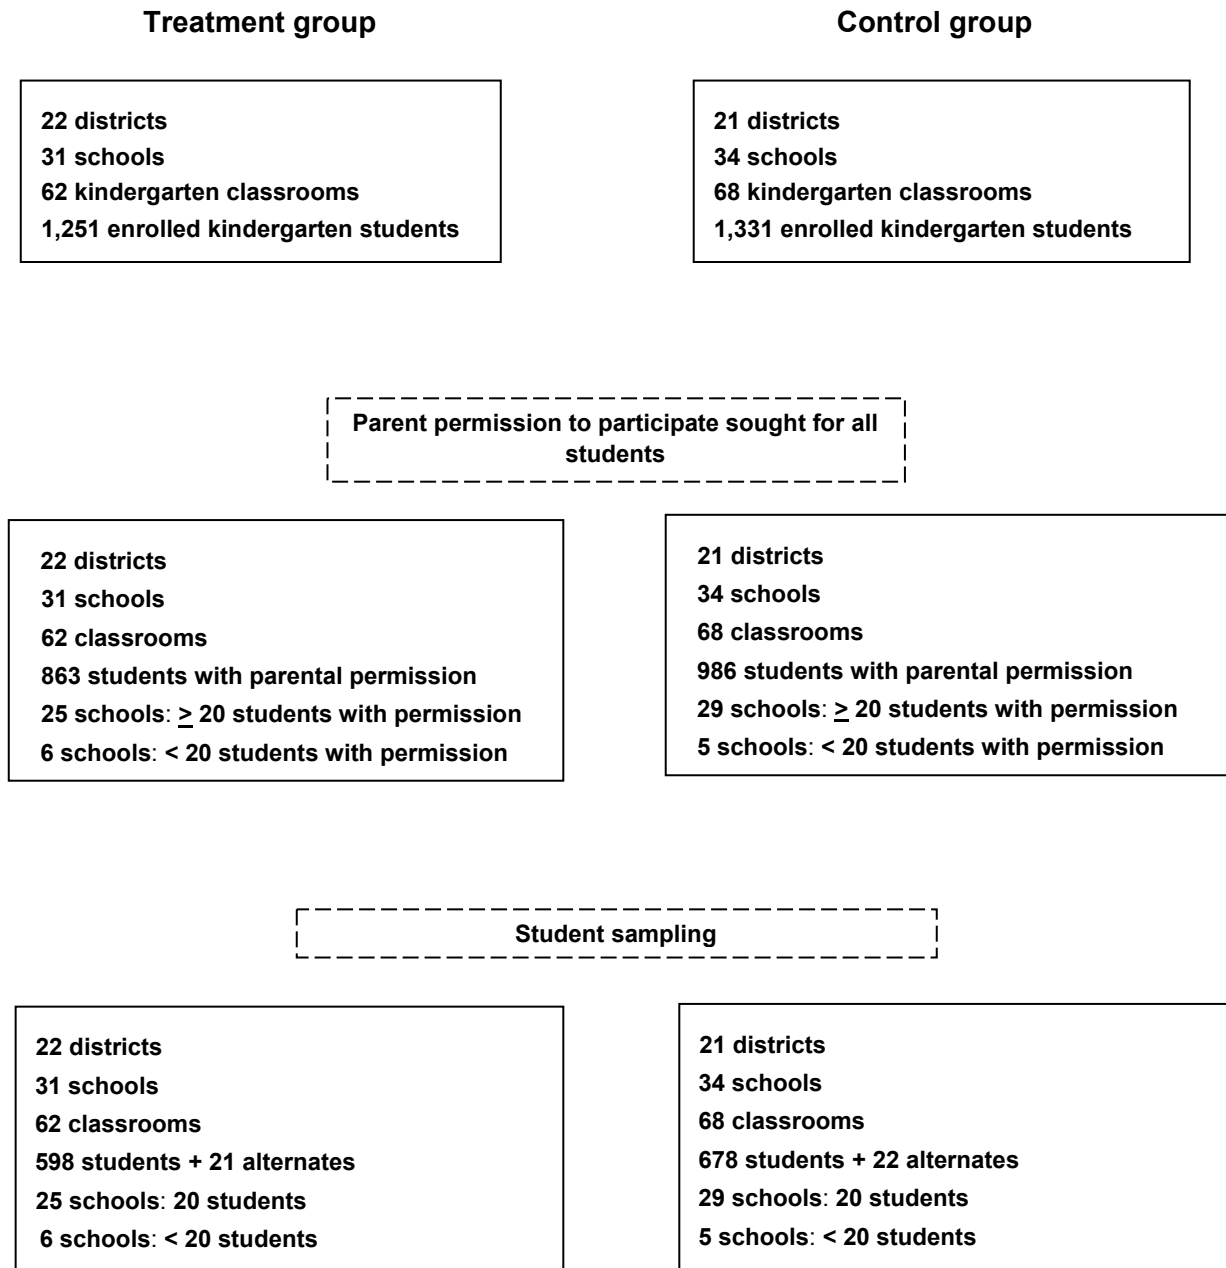 Treatment group
Control group
22 districts
31 schools
62 kindergarten classrooms
1,251 enrolled kindergarten students
21 districts
34 schools
68 kindergarten classrooms
1,331 enrolled kindergarten students
Parent permission to participate sought for all
students
22 districts
31 schools
62 classrooms
863 students with parental permission
25 schools: ≥ 20 students with permission
6 schools: < 20 students with permission
21 districts
34 schools
68 classrooms
986 students with parental permission
29 schools: ≥ 20 students with permission
5 schools: < 20 students with permission
Student sampling
22 districts
31 schools
62 classrooms
598 students + 21 alternates
25 schools: 20 students
6 schools: < 20 students
21 districts
34 schools
68 classrooms
678 students + 22 alternates
29 schools: 20 students
5 schools: < 20 students